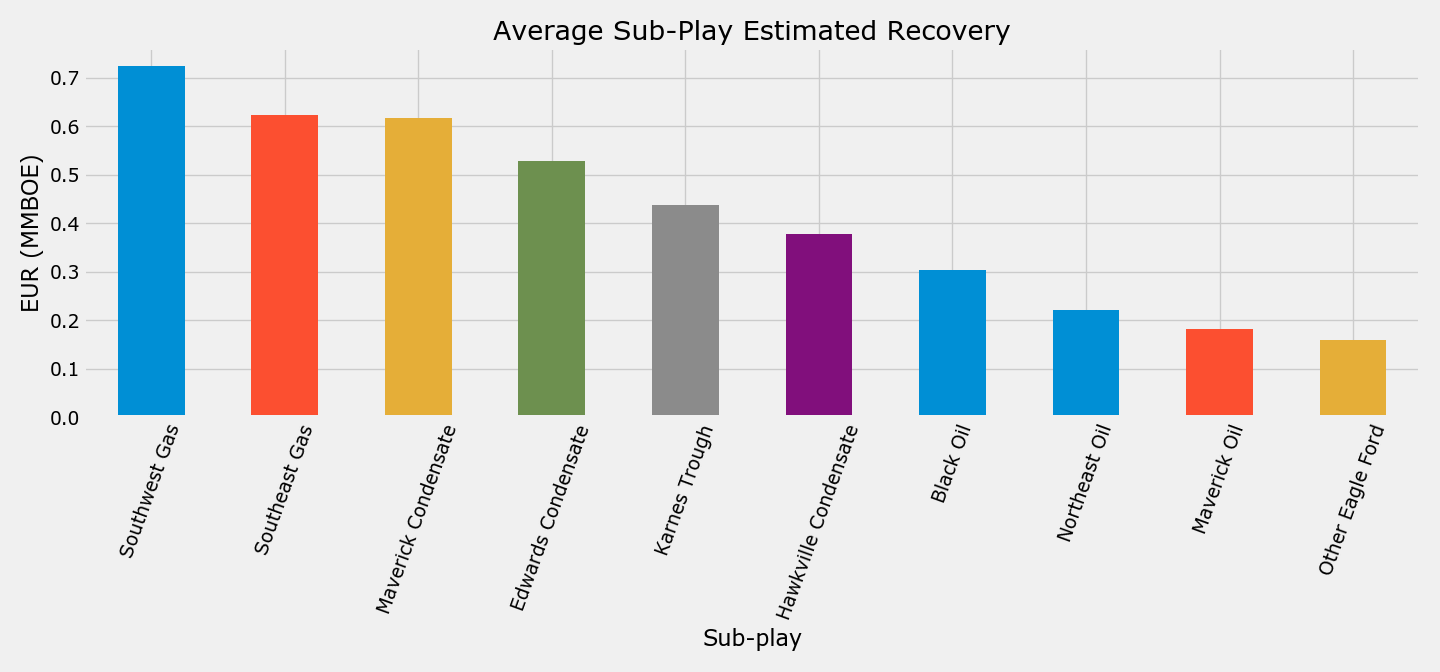 Average Sub-Play Estimated Recovery
EUR (MMBOE)
0.7
0.6
0.5
0.4
0.3
0.2
0.1
0.0
Southwest Gas
Southeast Gas
Maverick Condensate
Edwards Condensate
Karnes Trough
Hawkville Condensate
Black Oil
Northeast Oil
Maverick Oil
Other Eagle Ford
Sub-play